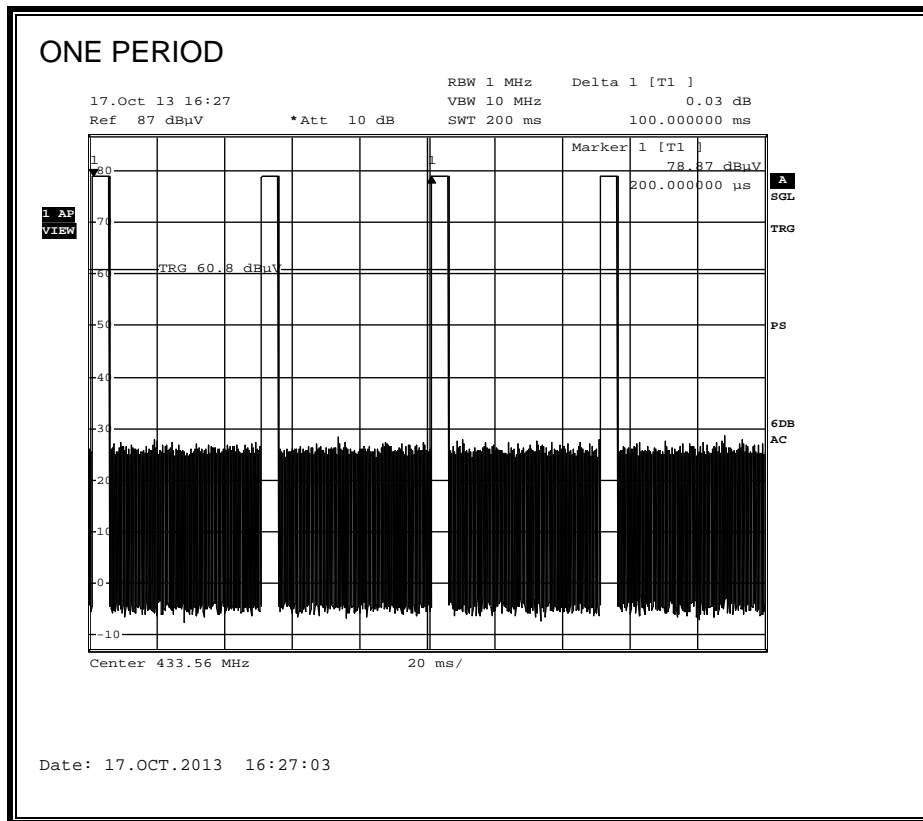 ONE PERIOD
RBW 1 MHz Delta 1 [T1 ]
17.Oct 13 16:27 VBW 10 MHz 0.03 dB
Ref 87 dBµV *Att 10 dB SWT 200 ms 100.000000 ms
Marker 1 [T1 ]
78.87 dBµV
200.000000 µs
1
1
80
A
SGL
1 AP
VIEW
70
TRG
TRG 60.8 dBµV
60
50
PS
40
30
6DB
AC
20
10
0
-10
Center 433.56 MHz 20 ms/
Date: 17.OCT.2013 16:27:03